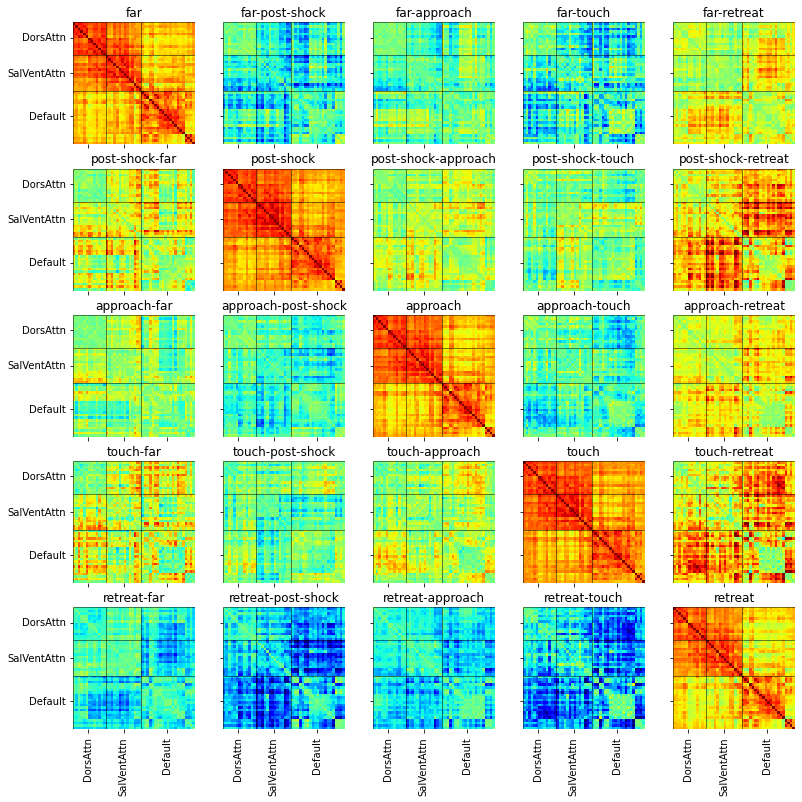 far far-post-shock far-approach far-touch far-retreat
DorsAttn
SalVentAttn
Default
post-shock-far post-shock post-shock-approach post-shock-touch post-shock-retreat
DorsAttn
SalVentAttn
Default
approach-far approach-post-shock approach approach-touch approach-retreat
DorsAttn
SalVentAttn
Default
touch-far touch-post-shock touch-approach touch touch-retreat
DorsAttn
SalVentAttn
Default
retreat-far retreat-post-shock retreat-approach retreat-touch retreat
DorsAttn
SalVentAttn
Default
DorsAttn SalVentAttn Default DorsAttn SalVentAttn Default DorsAttn SalVentAttn Default DorsAttn SalVentAttn Default DorsAttn SalVentAttn Default